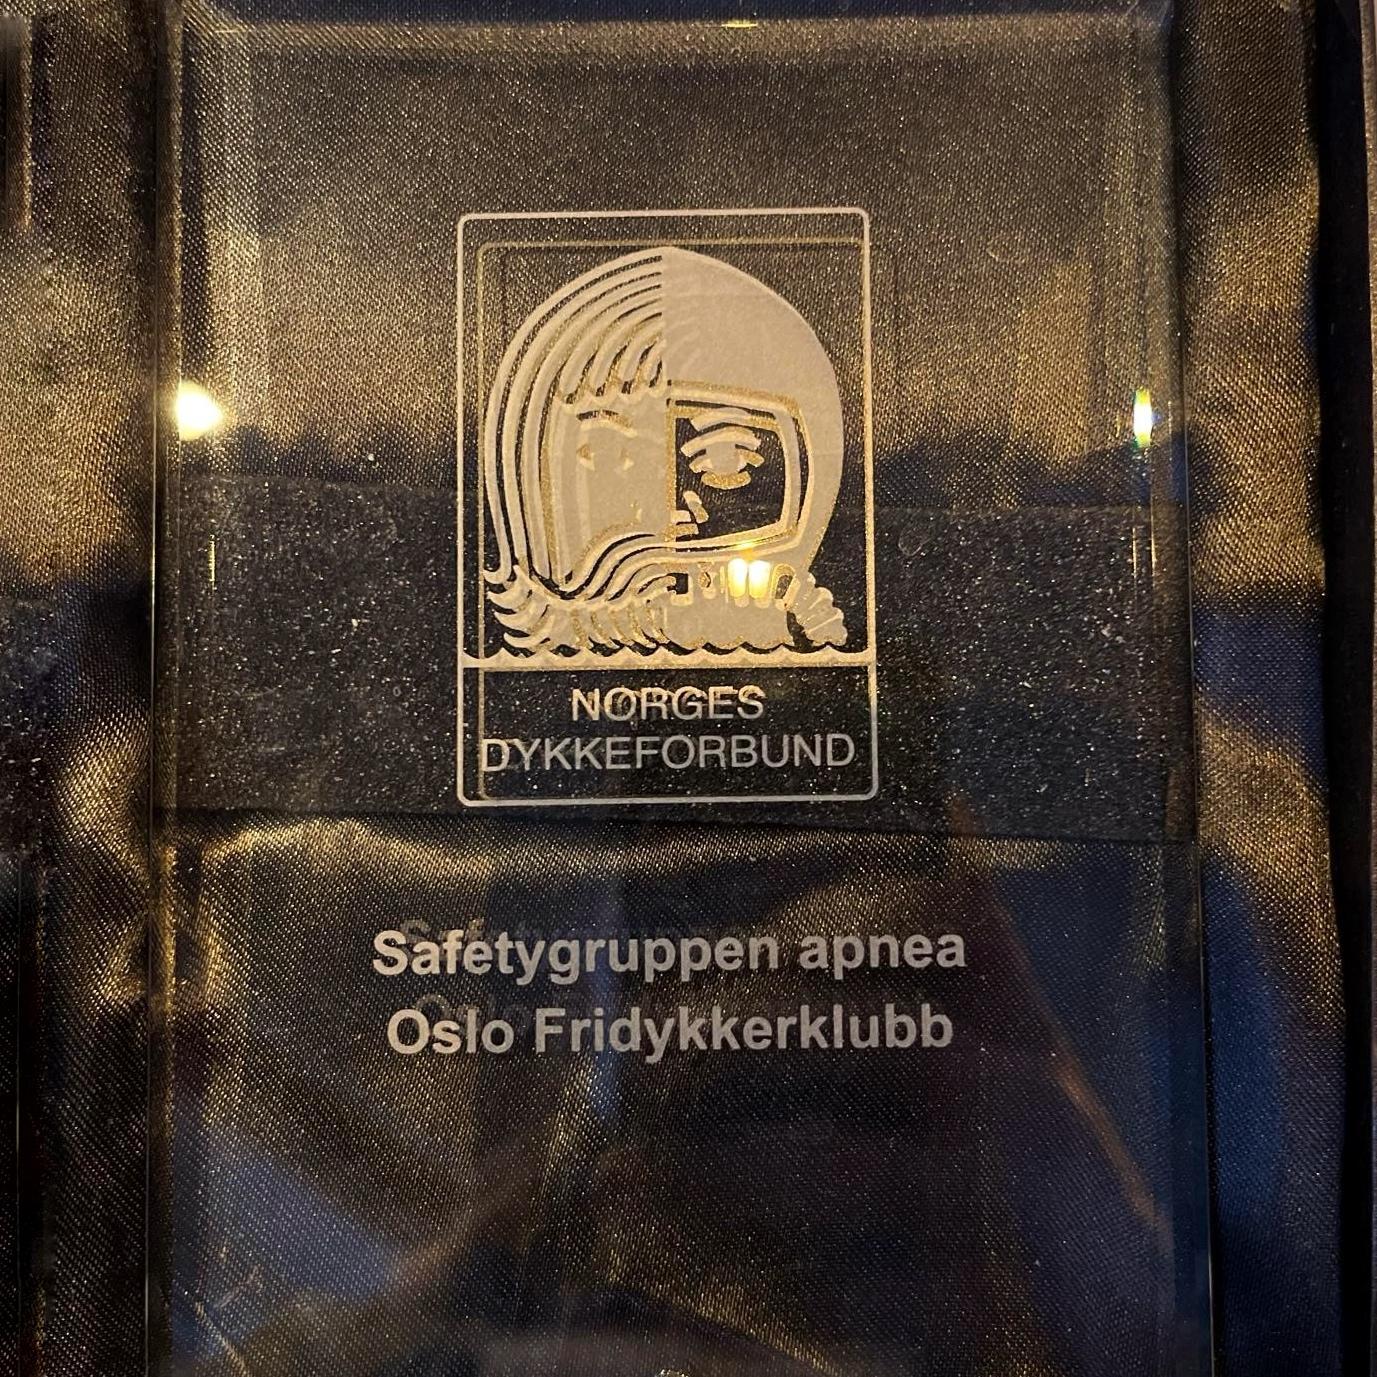 NORGES
DYKKEFORBUND
Safetygruppen apnea
Oslo Fridykkerklubb